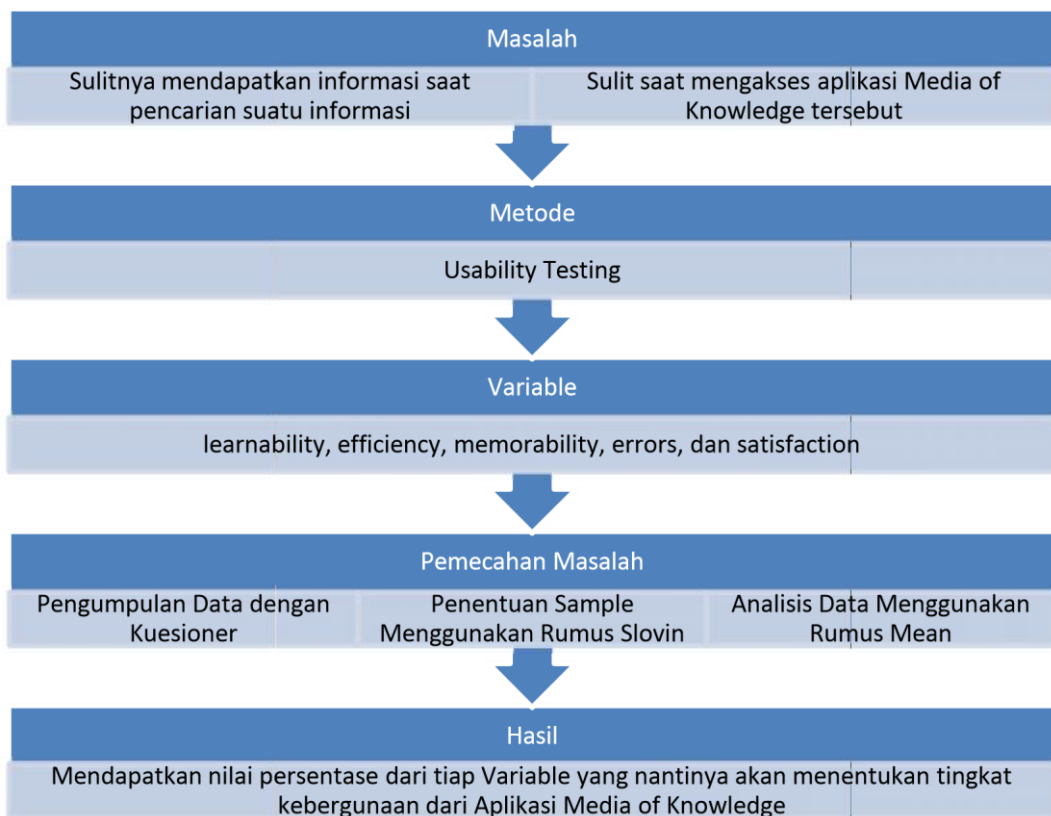 Masalah
Sulitnya mendapatkan informasi saat
pencarian suatu informasi
Sulit saat mengakses aplikasi Media of
Knowledge tersebut
Metode
Usability Testing
Variable
learnability, efficiency, memorability, errors, dan satisfaction
Pemecahan Masalah
Pengumpulan Data dengan
Kuesioner
Penentuan Sample
Menggunakan Rumus Slovin
Analisis Data Menggunakan
Rumus Mean
Hasil
Mendapatkan nilai persentase dari tiap Variable yang nantinya akan menentukan tingkat
kebergunaan dari Aplikasi Media of Knowledge